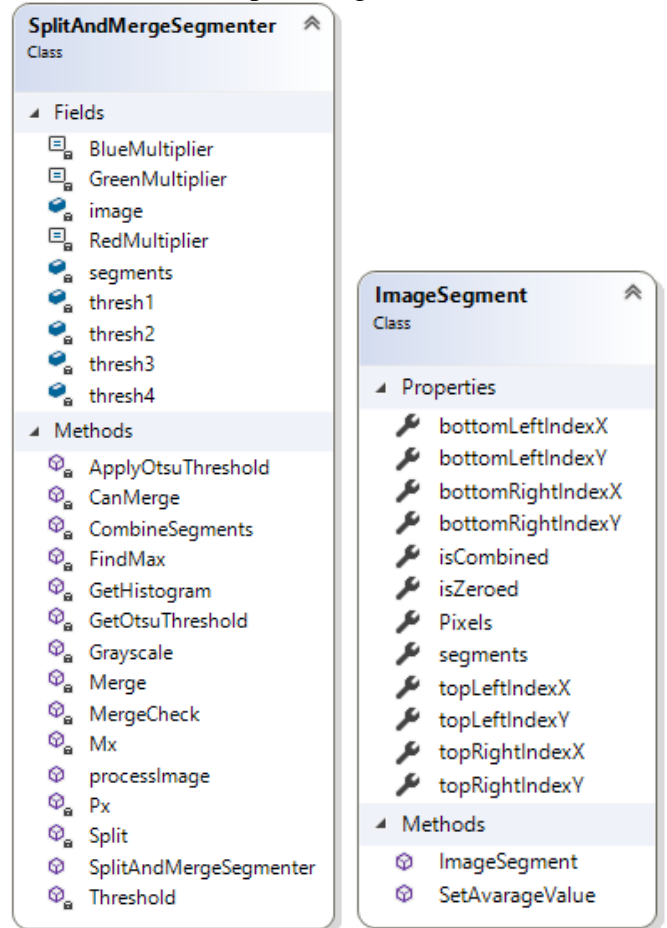 SplitAndMergeSegmenter
Class
Fields
BlueMultiplier
GreenMultiplier
image
RedMultiplier
segments
thresh1
thresh2
thresh3
thresh4
Methods
ApplyOtsuThreshold
CanMerge
CombineSegments
FindMax
GetHistogram
GetOtsuThreshold
Grayscale
Merge
MergeCheck
Mx
processImage
Px
Split
SplitAndMergeSegmenter
Threshold
ImageSegment
Class
Properties
bottomLeftIndexX
bottomLeftIndexY
bottomRightIndexX
bottomRightIndexY
isCombined
isZeroed
Pixels
segments
topLeftIndexX
topLeftIndexY
topRightIndexX
topRightIndexY
Methods
ImageSegment
SetAvarageValue